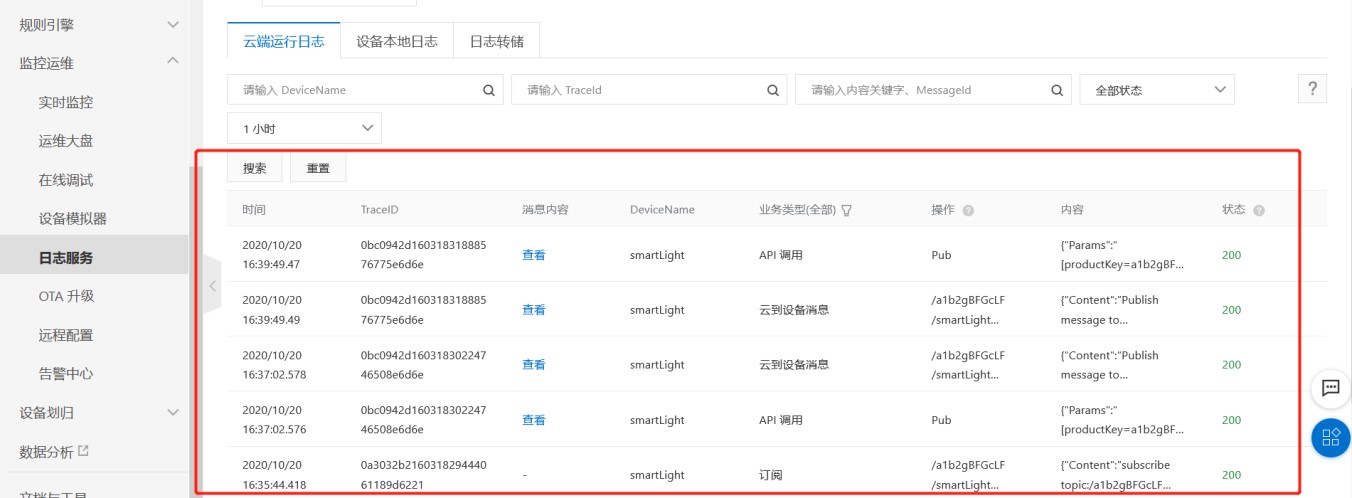 规则引擎
监控运维
实时监控
运维大盘
在线调试
设备模拟器
日志服务
OTA 升级
远程配置
告警中心
设备划归
数据分析
文档与工具
云端运行日志 设备本地日志 日志转储
请输入 DeviceName 请输入 TraceId 请输入内容关键字、MessageId 全部状态 ?
1 小时
搜索 重置
时间 TraceID 消息内容 DeviceName 业务类型(全部) 操作 ? 内容 状态 ?
2020/10/20 0bc0942d160318318885 {"Params":"
查看 smartLight API 调用 Pub 200
16:39:49.47 76775e6d6e [productKey=a1b2gBF...
2020/10/20 0bc0942d160318318885 /a1b2gBFGcLF {"Content":"Publish
查看 smartLight 云到设备消息 200
16:39:49.49 76775e6d6e /smartLight... message to...
2020/10/20 0bc0942d160318302247 /a1b2gBFGcLF {"Content":"Publish
查看 smartLight 云到设备消息 200
16:37:02.578 46508e6d6e /smartLight... message to...
2020/10/20 0bc0942d160318302247 {"Params":"
查看 smartLight API 调用 Pub 200
16:37:02.576 46508e6d6e [productKey=a1b2gBF...
2020/10/20 0a3032b2160318294440 /a1b2gBFGcLF {"Content":"subscribe
- smartLight 订阅 200
16:35:44.418 61189d6221 /smartLight... topic:/a1b2gBFGcLF...